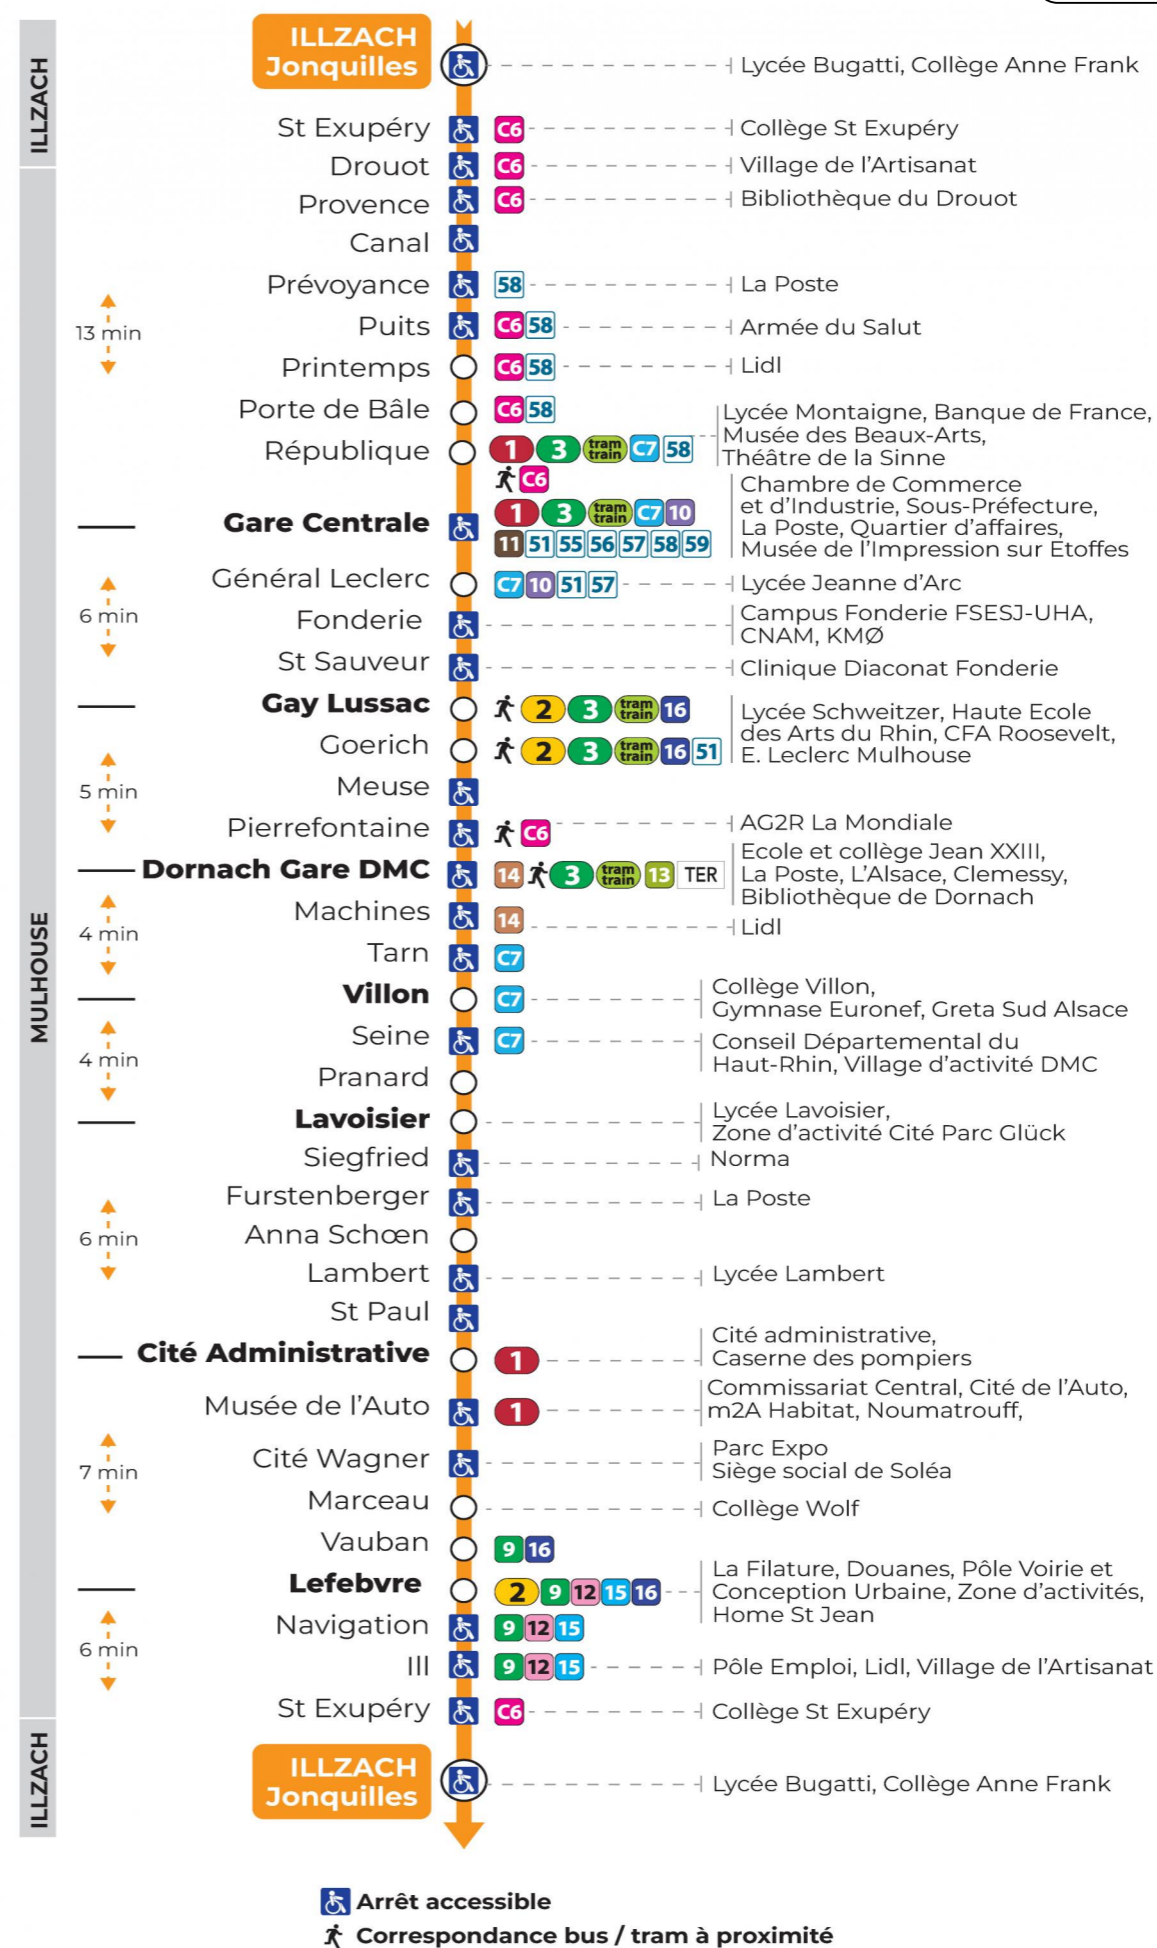 ILLZACH
ILLZACH
Jonquilles
Lycée Bugatti, Collège Anne Frank
St Exupéry C6 Collège St Exupéry
Drouot C6 Village de l'Artisanat
Provence C6 Bibliothèque du Drouot
Canal
Prévoyance 58 La Poste
13 min
Puits C6 58 Armée du Salut
Printemps C6 58 Lidl
Porte de Bâle C6 58
République 1 3 tram train C7 58
C6
Lycée Montaigne, Banque de France,
Musée des Beaux-Arts,
Théâtre de la Sinne
Gare Centrale
1 3 tram train C7 10
11 51 55 56 57 58 59
Chambre de Commerce
et d'Industrie, Sous-Préfecture,
La Poste, Quartier d'affaires,
Musée de l'Impression sur Etoffes
Général Leclerc C7 10 51 57 Lycée Jeanne d'Arc
6 min
Fonderie
Campus Fonderie FSESJ-UHA,
CNAM, KMØ
St Sauveur Clinique Diaconat Fonderie
Gay Lussac 2 3 tram train 16
Goerich 2 3 tram train 16 51
Lycée Schweitzer, Haute Ecole
des Arts du Rhin, CFA Roosevelt,
E. Leclerc Mulhouse
5 min
Meuse
Pierrefontaine C6 AG2R La Mondiale
Dornach Gare DMC 14 3 tram train 13 TER
Ecole et collège Jean XXIII,
La Poste, L'Alsace, Clemessy,
Bibliothèque de Dornach
MULHOUSE
4 min
Machines 14 Lidl
Tarn C7
Villon C7
Collège Villon,
Gymnase Euronef, Greta Sud Alsace
4 min
Seine C7
Conseil Départemental du
Haut-Rhin, Village d'activité DMC
Pranard
Lavoisier
Lycée Lavoisier,
Zone d'activité Cité Parc Glück
Siegfried Norma
Furstenberger La Poste
6 min
Anna Schœn
Lambert Lycée Lambert
St Paul
Cité Administrative 1
Cité administrative,
Caserne des pompiers
Musée de l'Auto 1
Commissariat Central, Cité de l'Auto,
m2A Habitat, Noumatrouff,
7 min
Cité Wagner
Parc Expo
Siège social de Soléa
Marceau Collège Wolf
Vauban 9 16
Lefebvre 2 9 12 15 16
La Filature, Douanes, Pôle Voirie et
Conception Urbaine, Zone d'activités,
Home St Jean
6 min
Navigation 9 12 15
Ill 9 12 15 Pôle Emploi, Lidl, Village de l'Artisanat
St Exupéry C6 Collège St Exupéry
ILLZACH
ILLZACH
Jonquilles
Lycée Bugatti, Collège Anne Frank
Arrêt accessible
Correspondance bus / tram à proximité